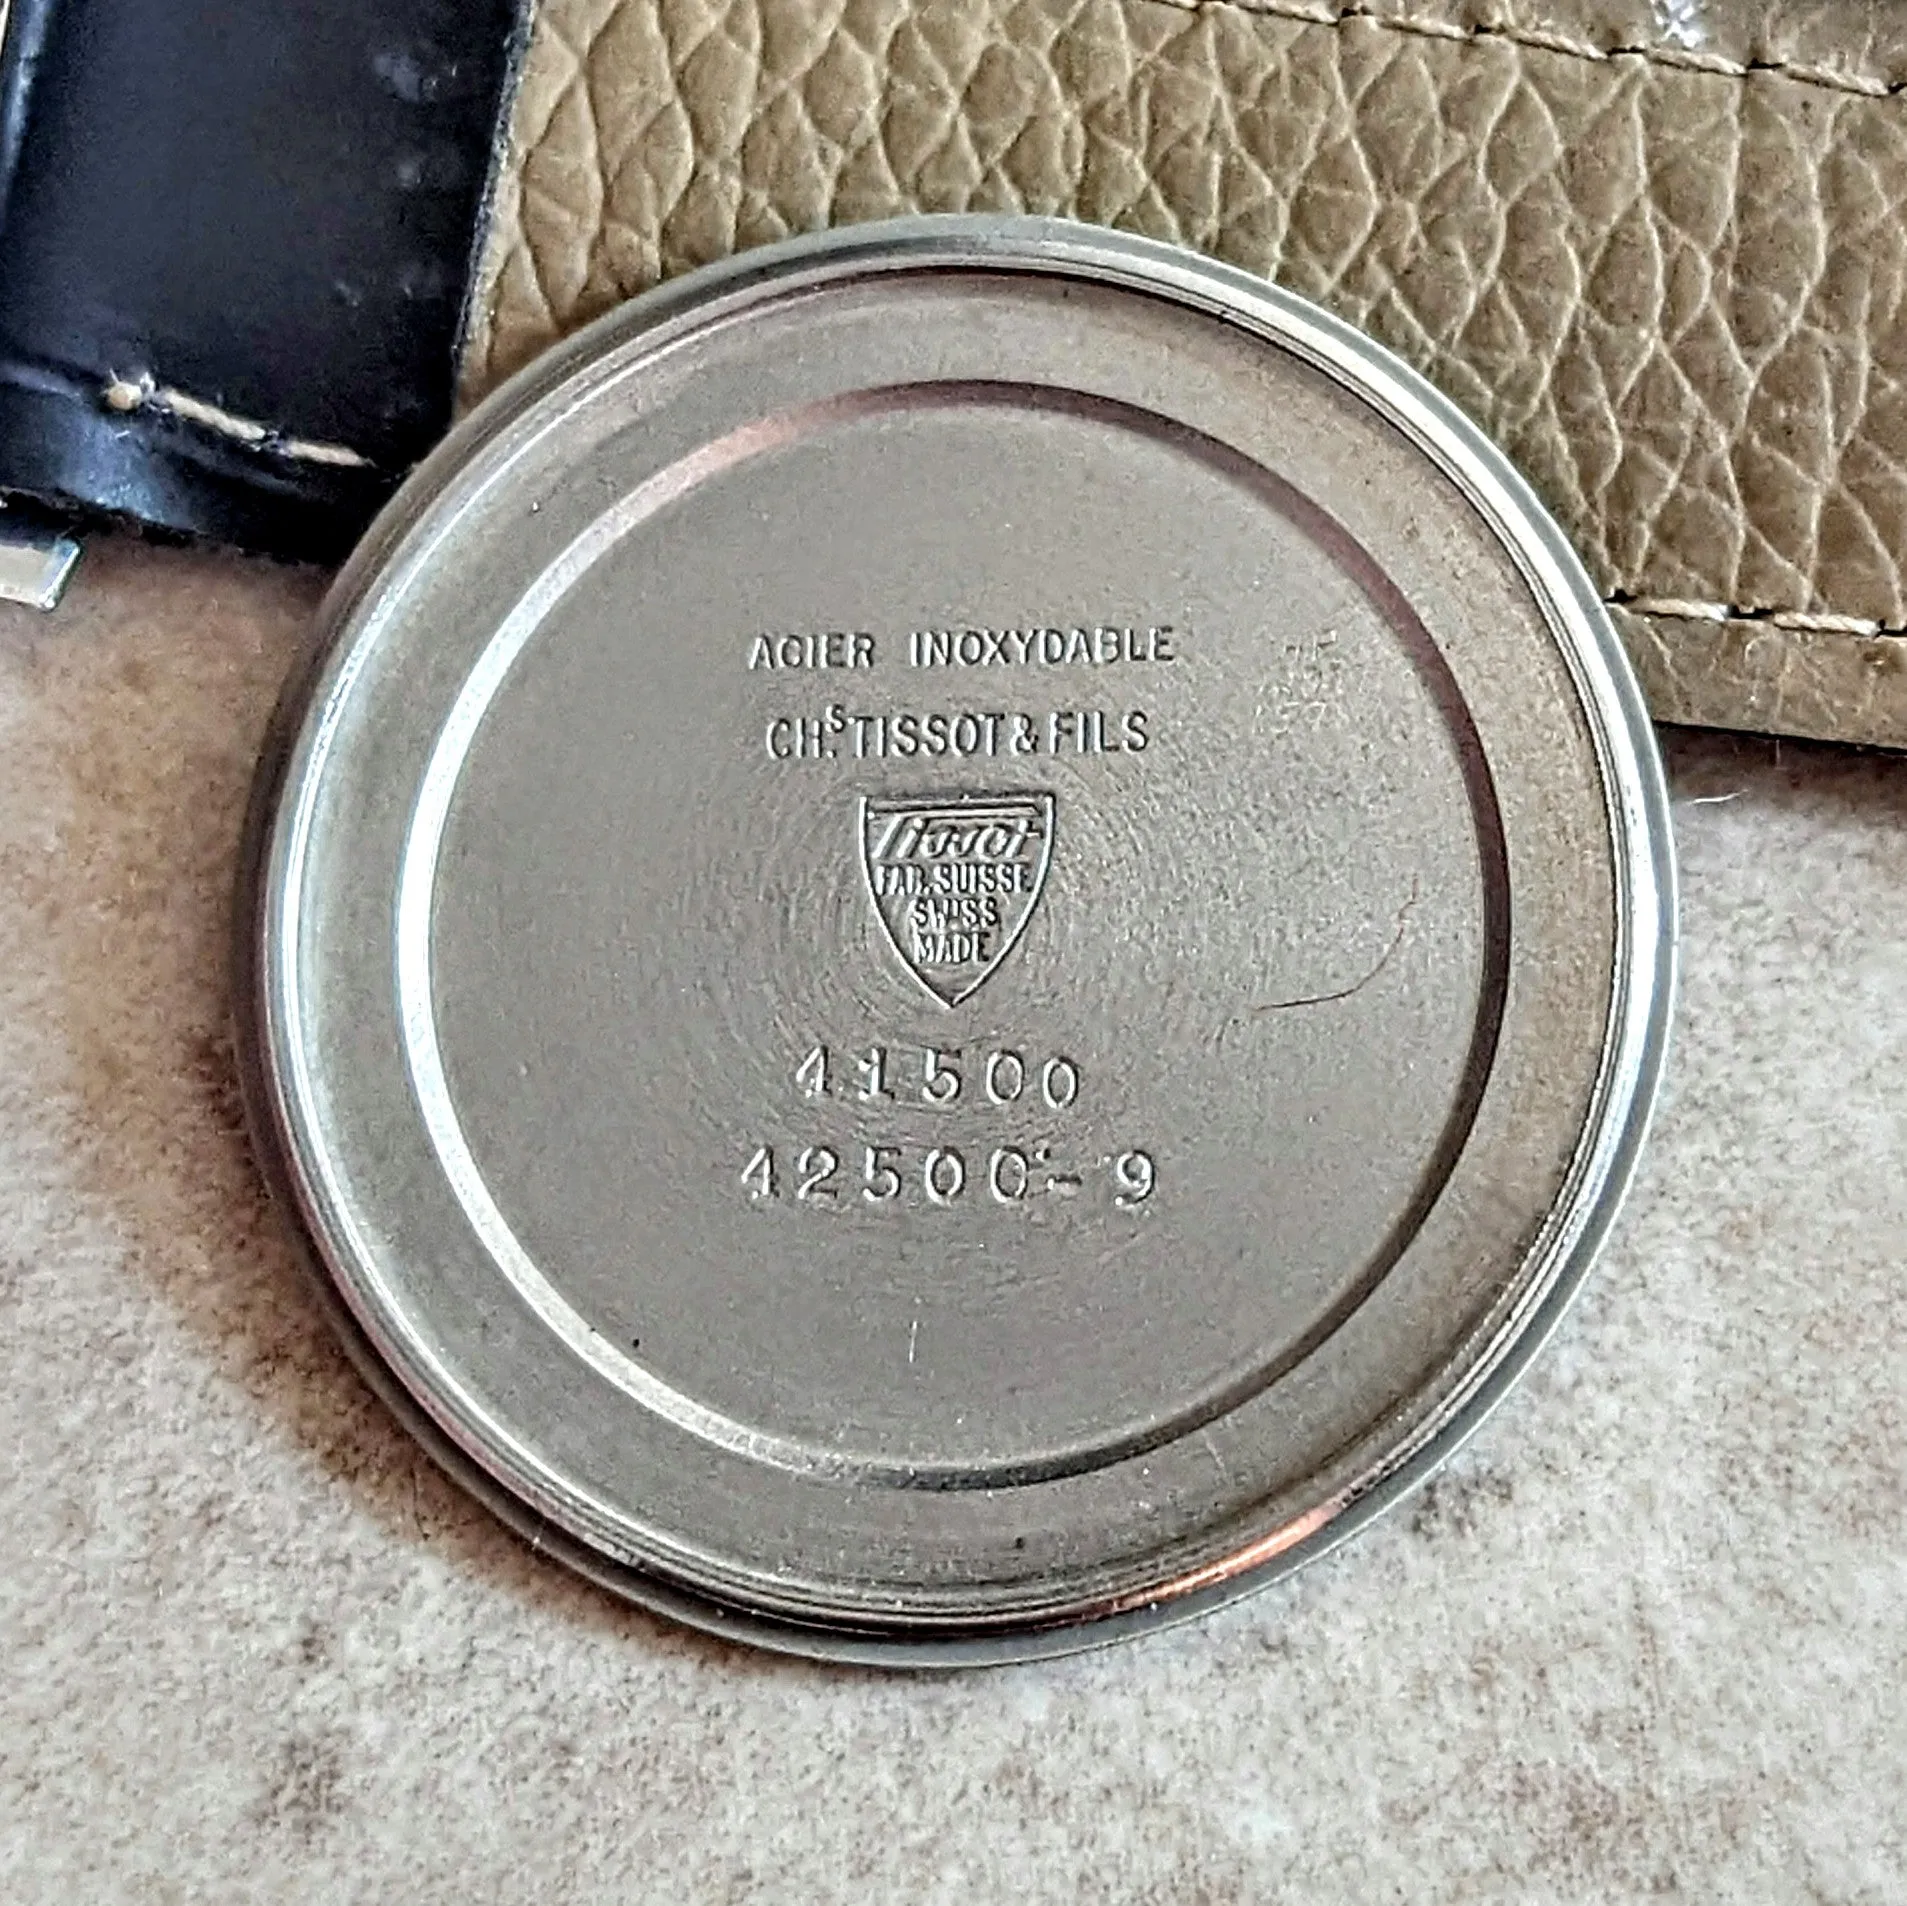 ACIER INOXYDABLE
CHS. TISSOT & FILS
Tissot
FAB. SUISSE
SWISS
MADE
41500
42500-9